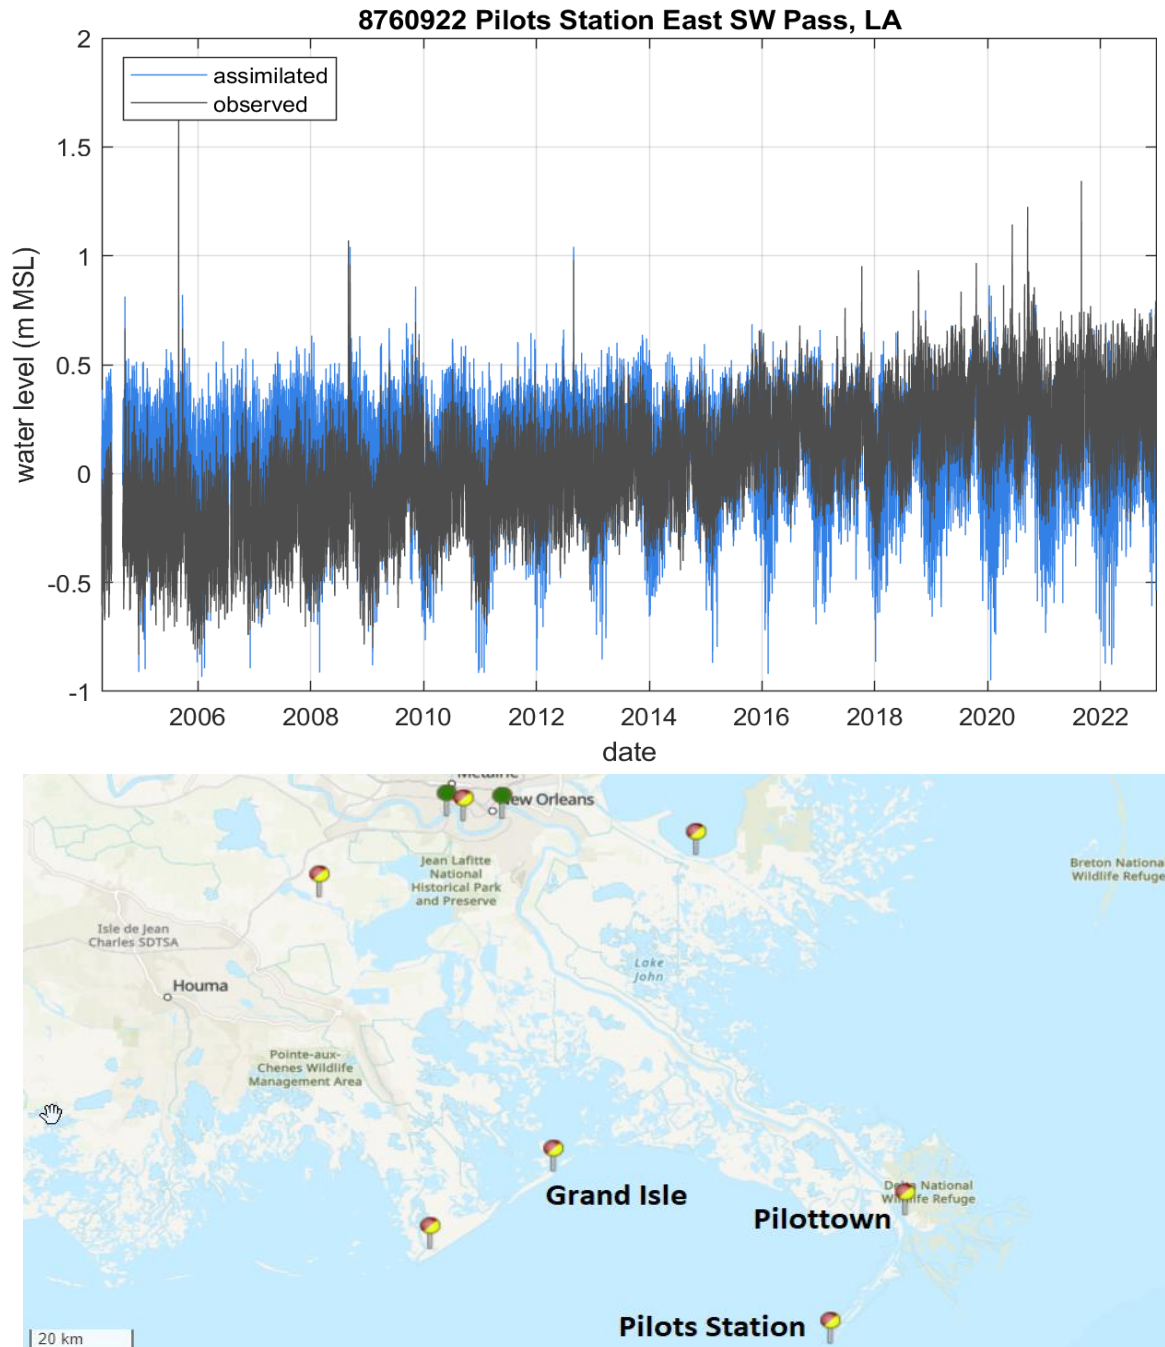 8760922 Pilots Station East SW Pass, LA
2
1.5
1
0.5
0
-0.5
-1
water level (m MSL)
assimilated
observed
2006 2008 2010 2012 2014 2016 2018 2020 2022
date
Metairie
New Orleans
Jean Lafitte
National
Historical Park
and Preserve
Breton National
Wildlife Refuge
Isle de Jean
Charles SDTSA
Lake
John
Houma
Pointe-aux-
Chenes Wildlife
Management Area
Grand Isle
Delta National
Wildlife Refuge
Pilottown
Pilots Station
20 km